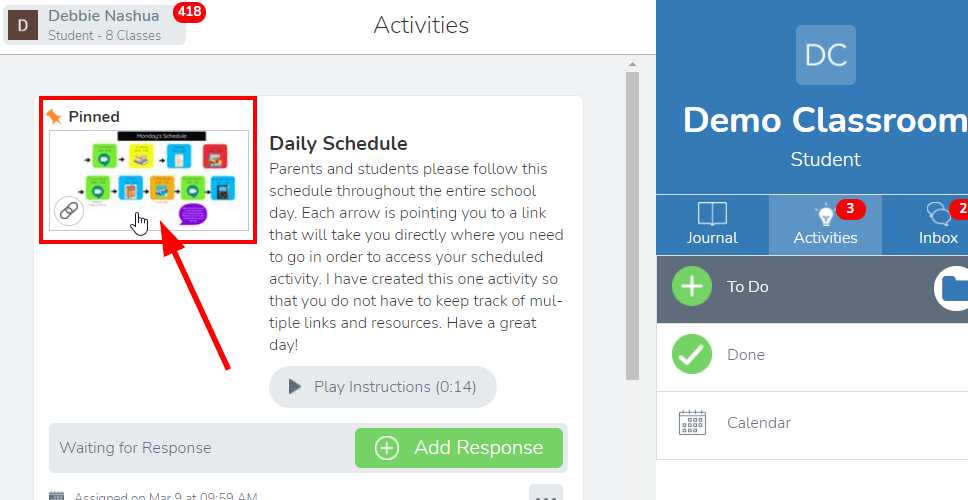 D
Debbie Nashua
418
Student - 8 Classes
Activities
Pinned
Monday's Schedule
Daily Schedule
Parents and students please follow this
schedule throughout the entire school
day. Each arrow is pointing you to a link
that will take you directly where you need
to go in order to access your scheduled
activity. I have created this one activity so
that you do not have to keep track of mul-
tiple links and resources. Have a great
day!
Play Instructions (0:14)
Waiting for Response
Add Response
Assigned on Mar 9 at 09:59 AM
DC
Demo Classroom
Student
Journal
3
Activities
2
Inbox
To Do
Done
Calendar